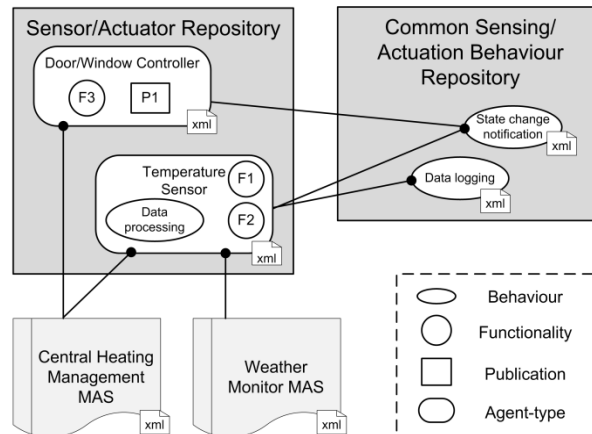 Sensor/Actuator Repository
Door/Window Controller
F3
P1
xml
Temperature
Sensor
F1
Data
processing
F2
xml
Common Sensing/
Actuation Behaviour
Repository
State change
notification
xml
Data logging
xml
Central Heating
Management
MAS
xml
Weather
Monitor MAS
xml
Behaviour
Functionality
Publication
Agent-type